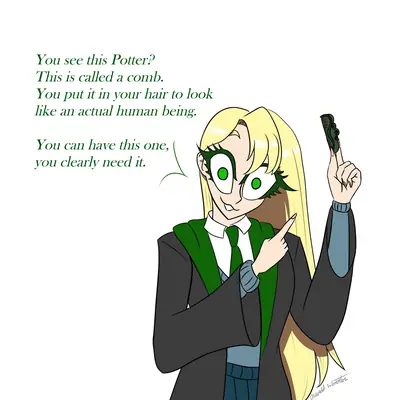 You see this Potter?
This is called a comb.
You put it in your hair to look
like an actual human being.
You can have this one,
you clearly need it.